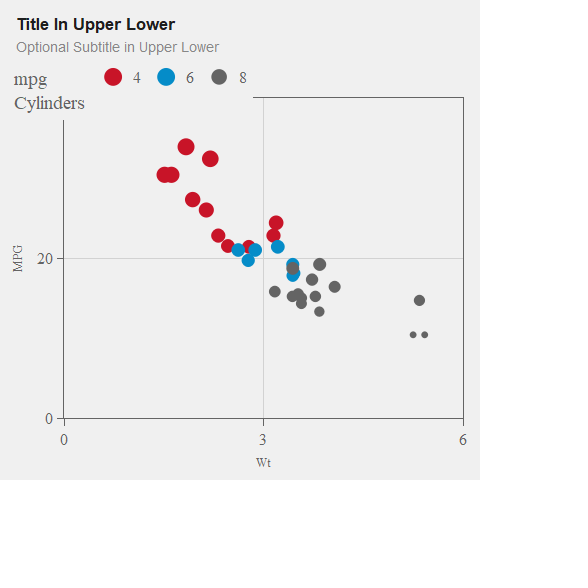 Title In Upper Lower
Optional Subtitle in Upper Lower
mpg 4 6 8
Cylinders
MPG
20
0
0 3 6
Wt